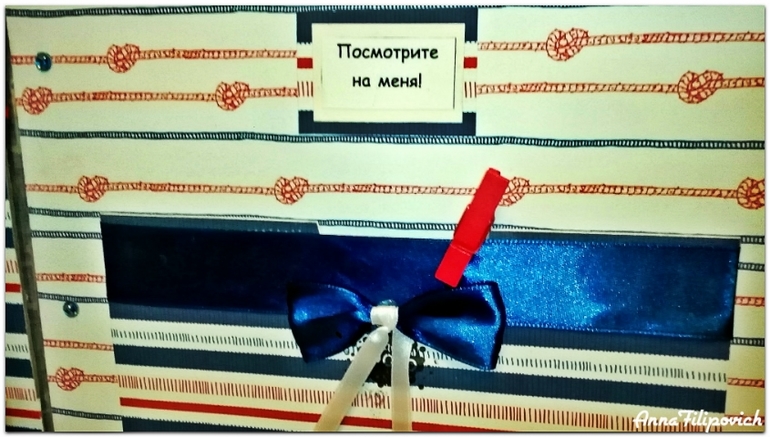 Посмотрите
на меня!
AnnaFilipovich